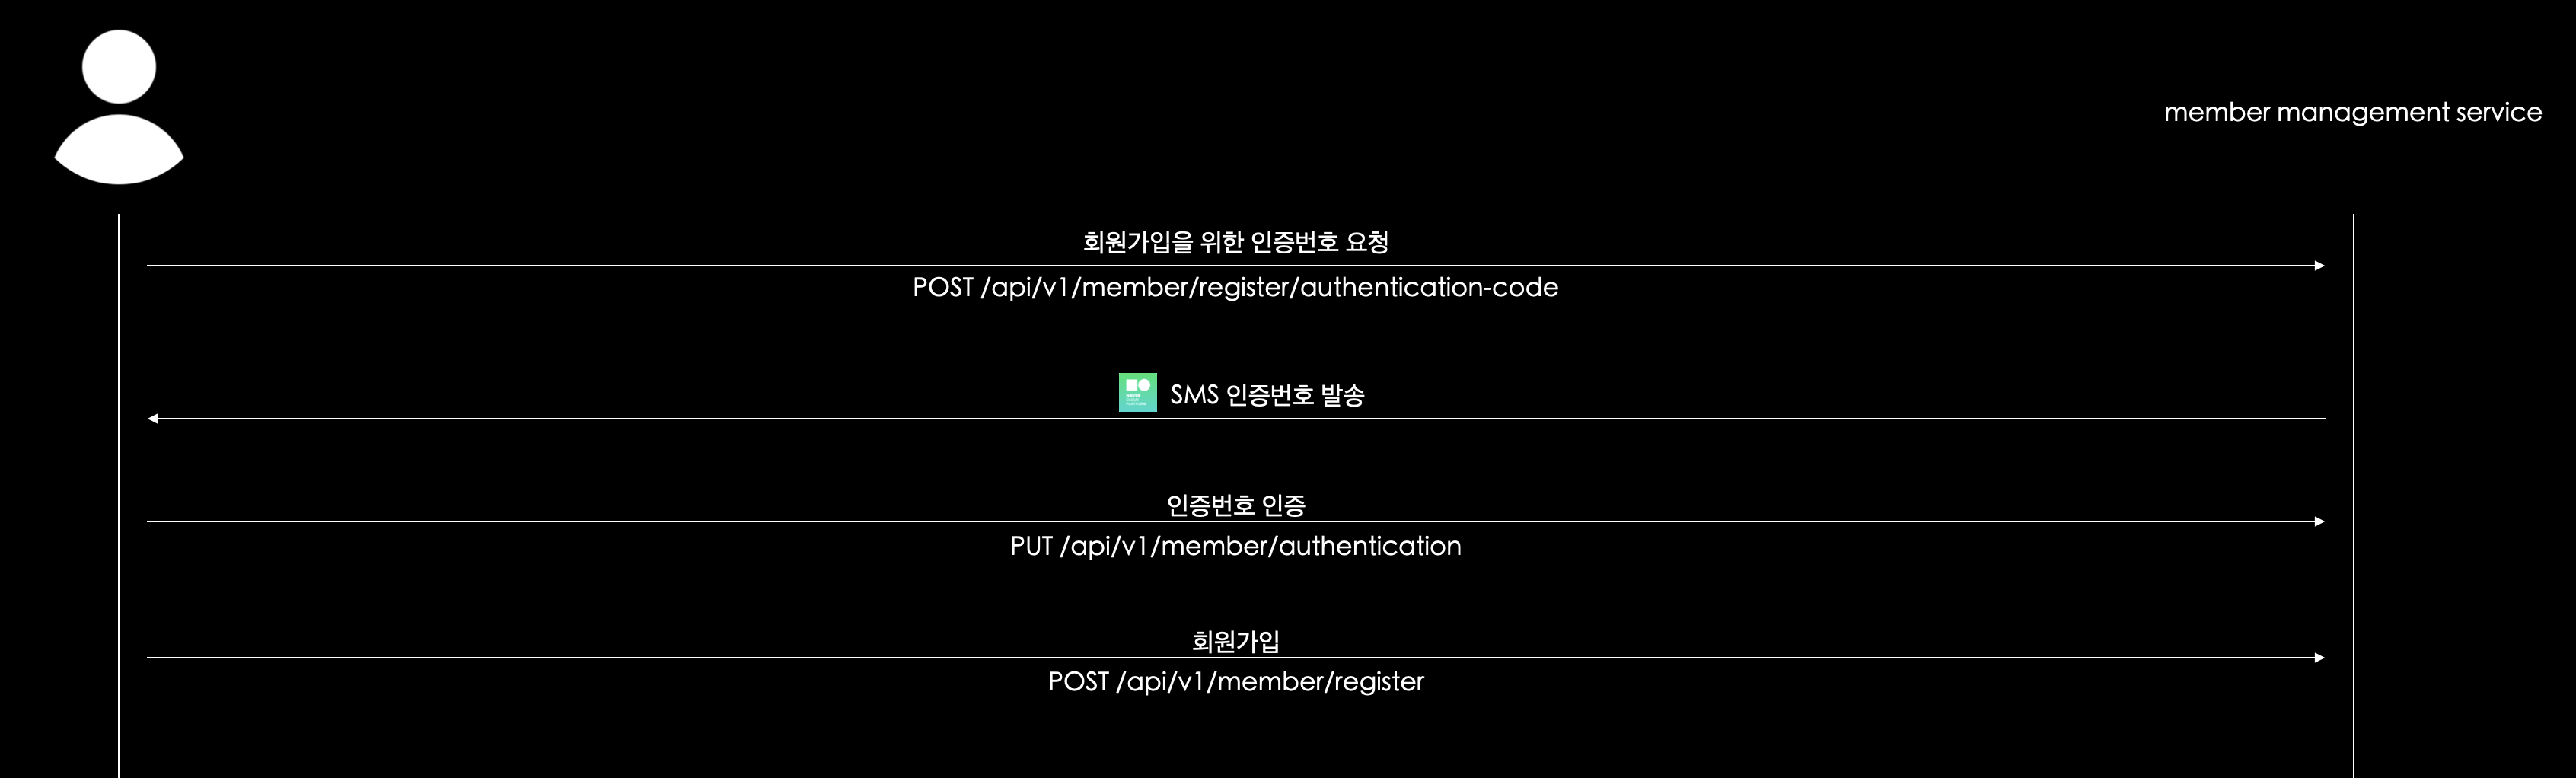 member management service
회원가입을 위한 인증번호 요청
POST /api/v1/member/register/authentication-code
SMS 인증번호 발송
인증번호 인증
PUT /api/v1/member/authentication
회원가입
POST /api/v1/member/register